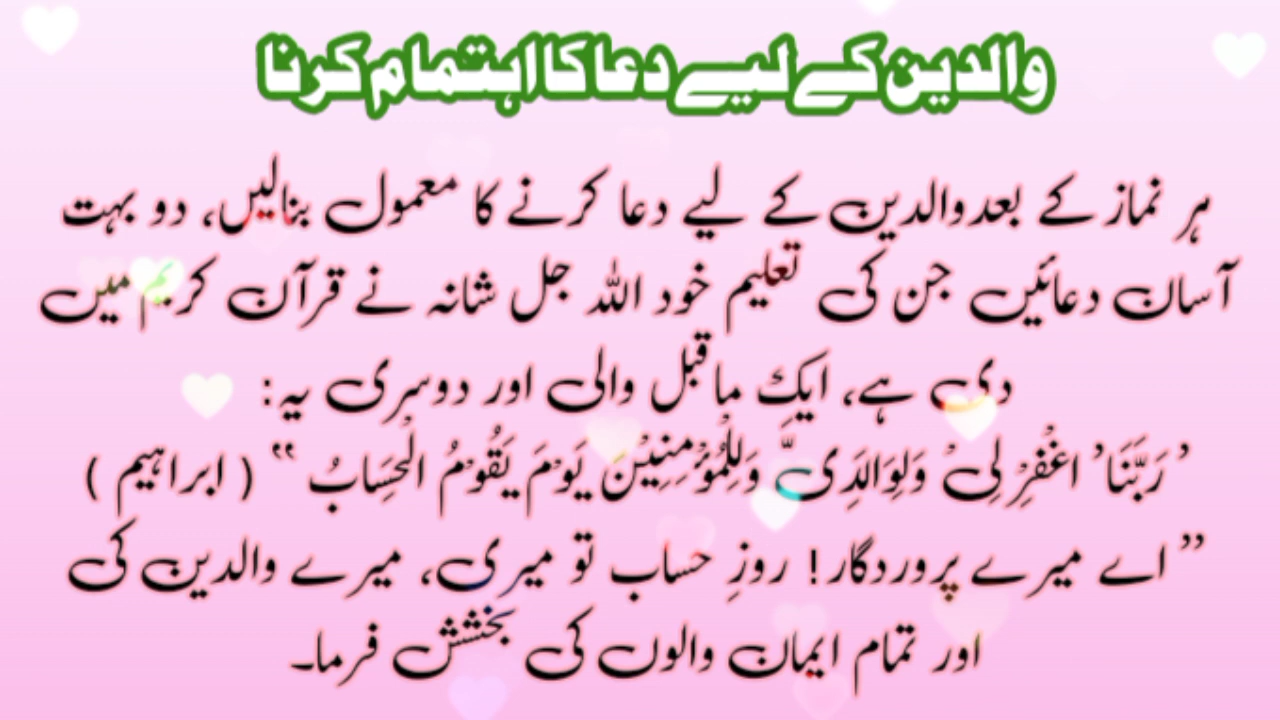 والدین کے لیے دعا کا اہتمام کرنا
ہر نماز کے بعد والدین کے لیے دعا کرنے کا معمول بنالیں، دو بہت
آسان دعائیں جن کی تعلیم خود اللہ جل شانہ نے قرآن کریم میں
دی ہے، ایک ماقبل والی اور دوسری یہ:
’رَبَّنَا’ اغْفِرْ لِیْ وَلِوَالِدَیَّ وَلِلْمُؤْمِنِیْنَ یَوْمَ یَقُوْمُ الْحِسَابُ “ ( ابراہیم )
”اے میرے پروردگار! روزِ حساب تو میری، میرے والدین کی
اور تمام ایمان والوں کی بخشش فرما۔